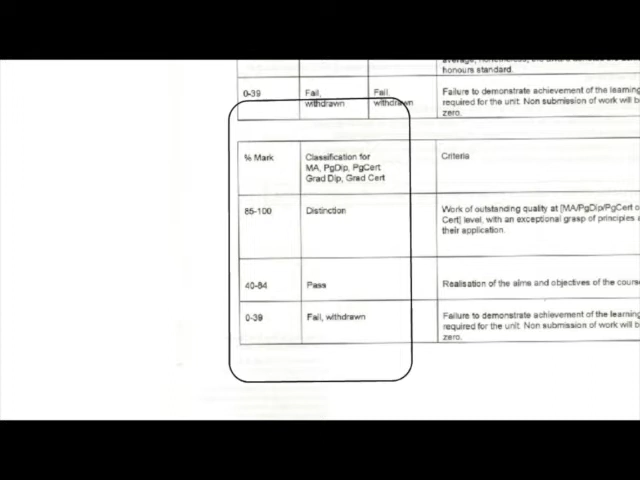 honours standard.
0-39 Fail, Fail, Failure to demonstrate achievement of the learning
withdrawn withdrawn required for the unit. Non submission of work will be
zero.
% Mark Classification for Criteria
MA, PgDip, PgCert
Grad Dip, Grad Cert
85-100 Distinction Work of outstanding quality at [MA/PgDip/PgCert o
Cert] level, with an exceptional grasp of principles a
their application.
40-84 Pass Realisation of the aims and objectives of the cours
0-39 Fail, withdrawn Failure to demonstrate achievement of the learning
required for the unit. Non submission of work will b
zero.